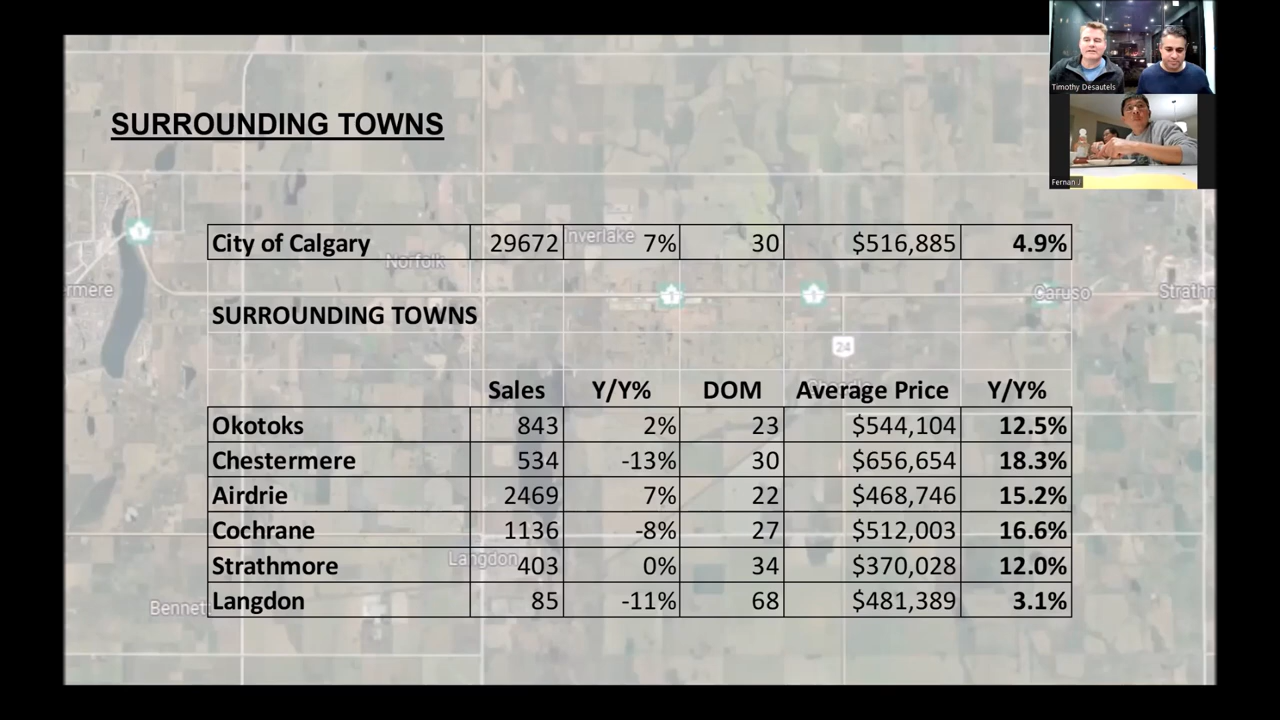 Timothy Desautels
Fernan J
SURROUNDING TOWNS
City of Calgary 29672 7% 30 $516,885 4.9%
Inverlake
Norfolk
rmere
1
1
Caruso
Strathm
SURROUNDING TOWNS
24
Sales Y/Y% DOM Average Price Y/Y%
Okotoks 843 2% 23 $544,104 12.5%
Chestermere 534 -13% 30 $656,654 18.3%
Airdrie 2469 7% 22 $468,746 15.2%
Cochrane 1136 -8% 27 $512,003 16.6%
Langdon
Strathmore 403 0% 34 $370,028 12.0%
Bennett
Langdon 85 -11% 68 $481,389 3.1%